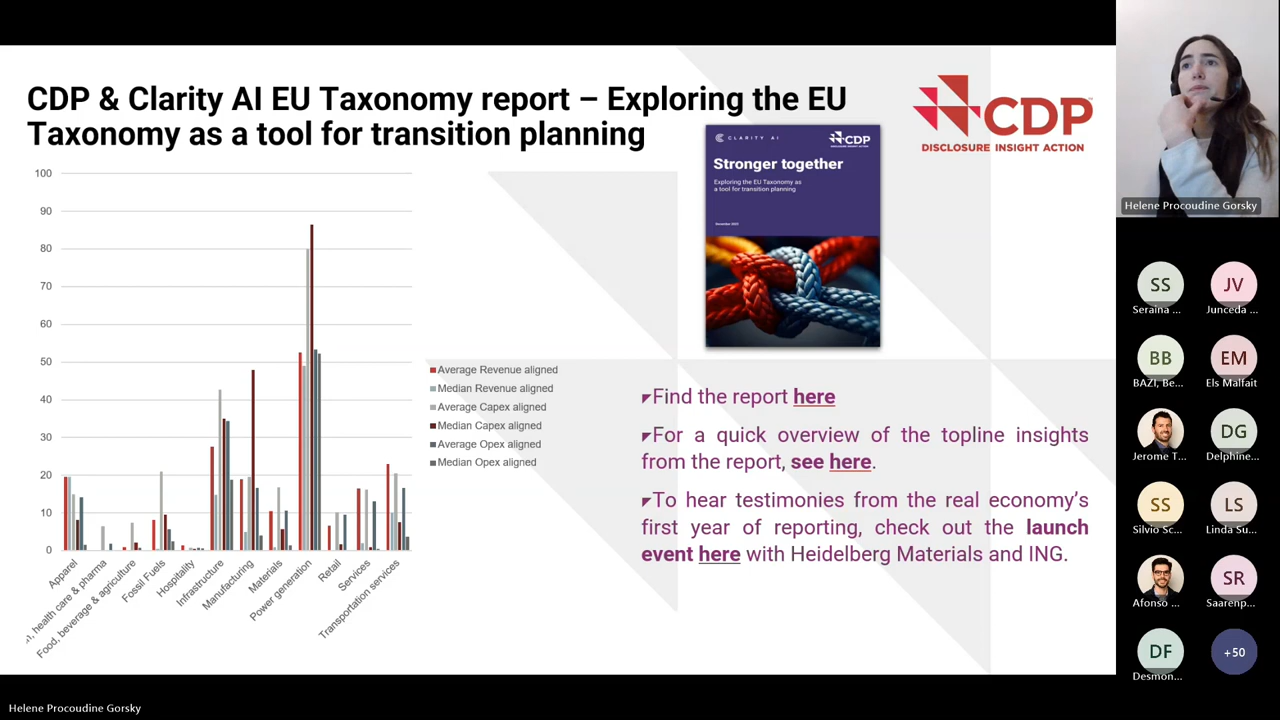 CDP & Clarity AI EU Taxonomy report – Exploring the EU
Taxonomy as a tool for transition planning
CDP
DISCLOSURE INSIGHT ACTION
CLARITY AI
CDP
DISCLOSURE INSIGHT ACTION
Stronger together
Exploring the EU Taxonomy as
a tool for transition planning
100
90
80
70
60
50
40
30
20
10
0
Apparel
, health care & pharma
Food, beverage & agriculture
Fossil Fuels
Hospitality
Infrastructure
Manufacturing
Materials
Power generation
Retail
Services
Transportation services
Average Revenue aligned
Median Revenue aligned
Average Capex aligned
Median Capex aligned
Average Opex aligned
Median Opex aligned
Find the report here
For a quick overview of the topline insights
from the report, see here.
To hear testimonies from the real economy's
first year of reporting, check out the launch
event here with Heidelberg Materials and ING.
Helene Procoudine Gorsky
SS
Seraina ...
JV
Junceda ...
BB
BAZI, Be...
EM
Els Malfait
Jerome T...
DG
Delphine...
SS
Silvio Sc...
LS
Linda Su...
Afonso ...
SR
Saarenp...
DF
Desmon...
+50
Helene Procoudine Gorsky